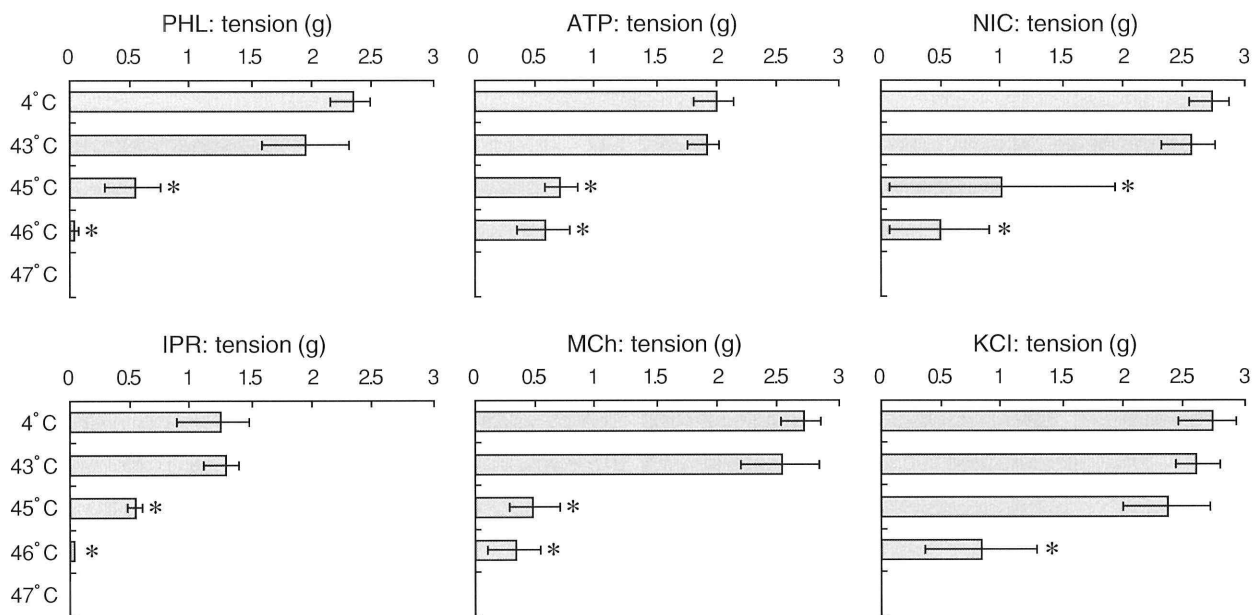 PHL: tension (g) ATP: tension (g) NIC: tension (g)
0 0.5 1 1.5 2 2.5 3 0 0.5 1 1.5 2 2.5 3 0 0.5 1 1.5 2 2.5 3
4°C
43°C
45°C * * *
46°C * * *
47°C
IPR: tension (g) MCh: tension (g) KCl: tension (g)
0 0.5 1 1.5 2 2.5 3 0 0.5 1 1.5 2 2.5 3 0 0.5 1 1.5 2 2.5 3
4°C
43°C
45°C * *
46°C * * *
47°C